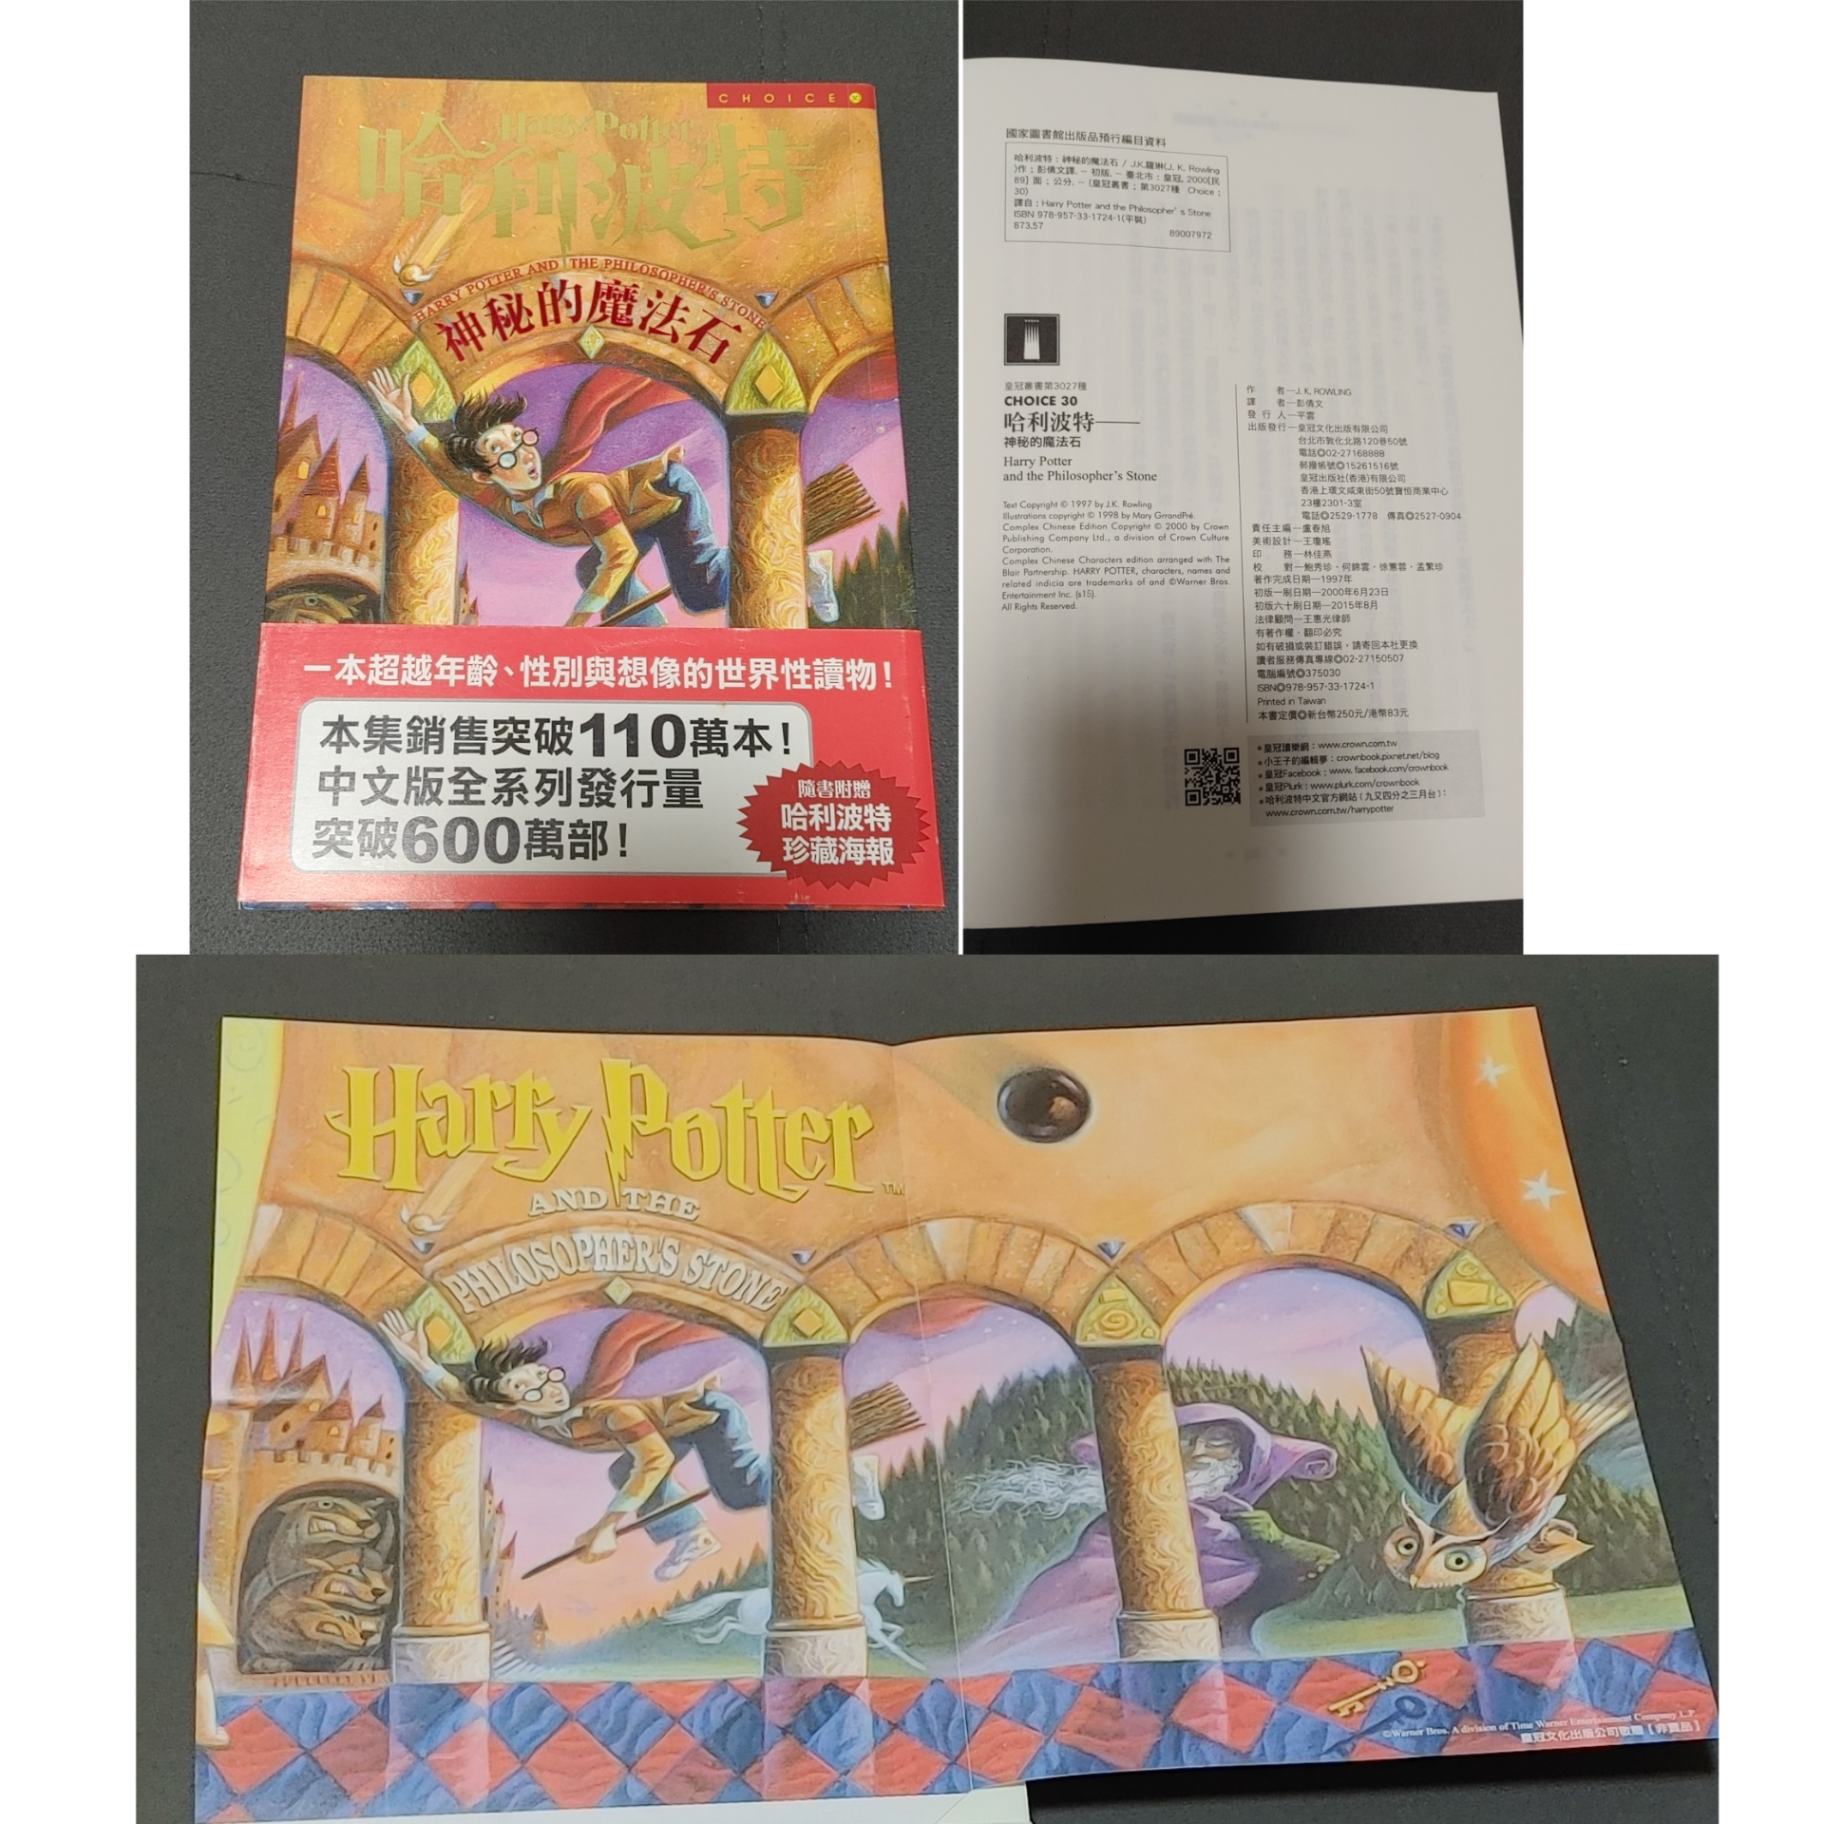 CHOICE
Harry Potter
哈利波特
HARRY POTTER AND THE PHILOSOPHER'S STONE
神秘的魔法石
一本超越年齡、性別與想像的世界性讀物！
本集銷售突破110萬本！
中文版全系列發行量
突破600萬部！
隨書附贈
哈利波特
珍藏海報
國家圖書館出版品預行編目資料
哈利波特：神秘的魔法石 / J.K.羅琳(J. K. Rowling
)作；彭倩文譯. -- 初版. -- 臺北市：皇冠, 2000[民
89] 面；公分. -- (皇冠叢書；第3027種 Choice；
30)
譯自：Harry Potter and the Philosopher's Stone
ISBN 978-957-33-1724-1(平裝)
873.57
89007972
皇冠叢書第3027種
CHOICE 30
哈利波特——
神秘的魔法石
Harry Potter
and the Philosopher's Stone
Text Copyright © 1997 by J.K. Rowling
Illustrations copyright © 1998 by Mary GrrandPré.
Complex Chinese Edition Copyright © 2000 by Crown
Publishing Company Ltd., a division of Crown Culture
Corporation.
Complex Chinese Characters edition arranged with The
Blair Partnership. HARRY POTTER, characters, names and
related indicia are trademarks of and ©Warner Bros.
Entertainment Inc. (s15).
All Rights Reserved.
作　　者—J. K. ROWLING
譯　　者—彭倩文
發 行 人—平雲
出版發行—皇冠文化出版有限公司
台北市敦化北路120巷50號
電話◎02-27168888
郵撥帳號◎15261516號
皇冠出版社(香港)有限公司
香港上環文咸東街50號寶恒商業中心
23樓2301-3室
電話◎2529-1778　傳真◎2527-0904
責任主編—盧春旭
美術設計—王瓊瑤
印　　務—林佳燕
校　　對—鮑秀珍・何錦雲・徐蕙蓉・孟繁珍
著作完成日期—1997年
初版一刷日期—2000年6月23日
初版六十刷日期—2015年8月
法律顧問—王惠光律師
有著作權・翻印必究
如有破損或裝訂錯誤，請寄回本社更換
讀者服務傳真專線◎02-27150507
電腦編號◎375030
ISBN◎978-957-33-1724-1
Printed in Taiwan
本書定價◎新台幣250元/港幣83元
●皇冠讀樂網：www.crown.com.tw
●小王子的編輯夢：crownbook.pixnet.net/blog
●皇冠Facebook：www. facebook.com/crownbook
●皇冠Plurk：www.plurk.com/crownbook
●哈利波特中文官方網站（九又四分之三月台）：
www.crown.com.tw/harrypotter
Harry Potter
TM
AND THE
PHILOSOPHER'S STONE
©Warner Bros. A division of Time Warner Entertainment Company L.P.
皇冠文化出版公司敬贈【非賣品】